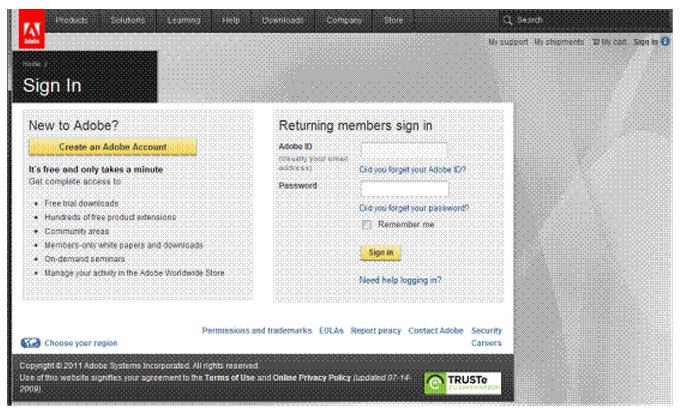 Products Solutions Learning Help Downloads Company Store Search
Adobe
My support My shipments My cart Sign In
Home
Sign In
New to Adobe?
Create an Adobe Account
It's free and only takes a minute
Get complete access to:
Free trial downloads
Hundreds of free product extensions
Community areas
Members-only white papers and downloads
On-demand seminars
Manage your activity in the Adobe Worldwide Store
Returning members sign in
Adobe ID
(Usually your email
address)
Did you forget your Adobe ID?
Password
Did you forget your password?
Remember me
Sign in
Need help logging in?
Permissions and trademarks EULAs Report piracy Contact Adobe Security
Choose your region Careers
Copyright © 2011 Adobe Systems Incorporated. All rights reserved.
Use of this website signifies your agreement to the Terms of Use and Online Privacy Policy (updated 07-14-
2009).
TRUSTe
EU SAFE HARBOR